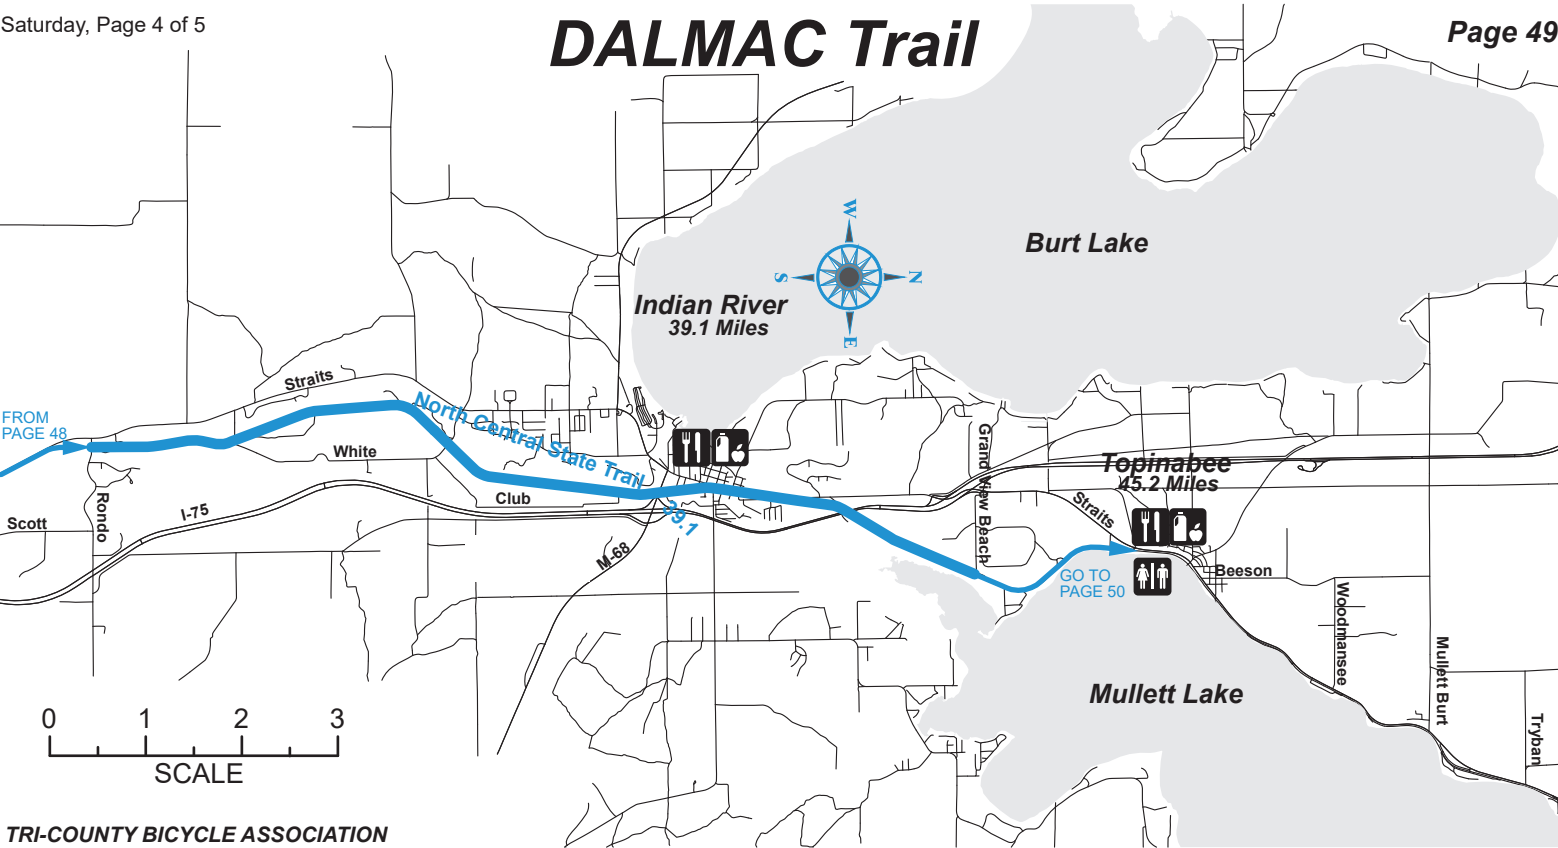 Saturday, Page 4 of 5
DALMAC Trail
Page 49
W
S
N
E
Burt Lake
Indian River
39.1 Miles
Straits
FROM
PAGE 48
North Central State Trail
White
Club
I-75
Scott
Rondo
39.1
M-68
Grand View Beach
Topinabee
45.2 Miles
Straits
GO TO
PAGE 50
Beeson
Woodmansee
Mullett Burt
Tryban
Mullett Lake
0 1 2 3
SCALE
TRI-COUNTY BICYCLE ASSOCIATION